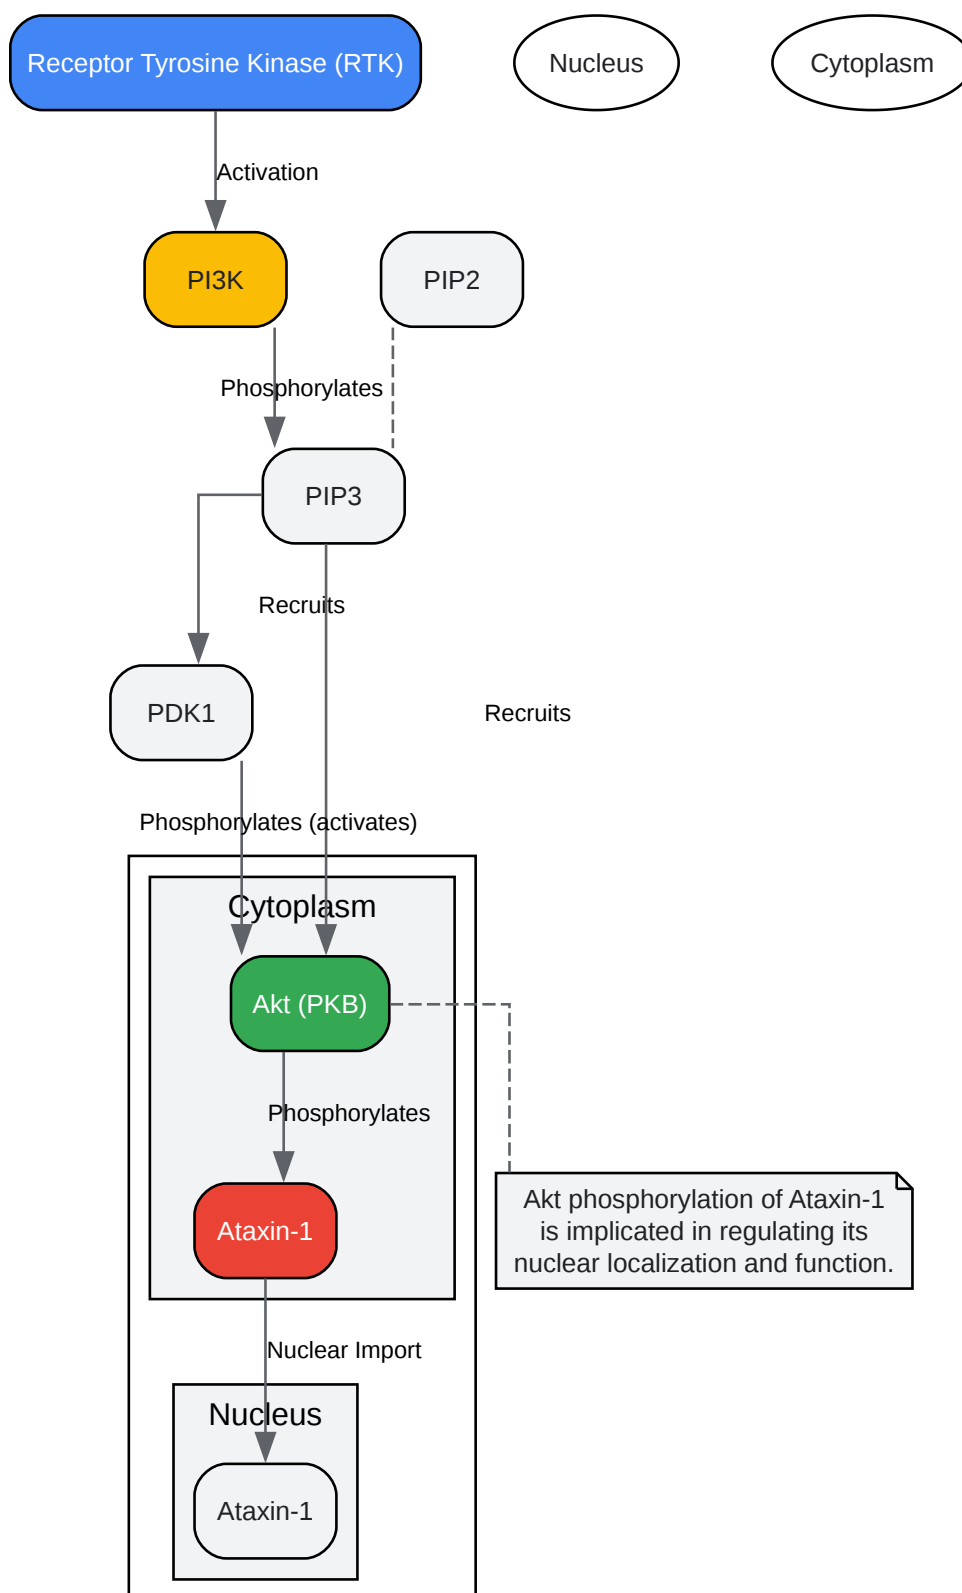 Receptor Tyrosine Kinase (RTK)
Nucleus
Cytoplasm
Activation
PI3K
PIP2
Phosphorylates
PIP3
Recruits
PDK1
Recruits
Phosphorylates (activates)
Cytoplasm
Akt (PKB)
Phosphorylates
Akt phosphorylation of Ataxin-1
is implicated in regulating its
nuclear localization and function.
Ataxin-1
Nuclear Import
Nucleus
Ataxin-1